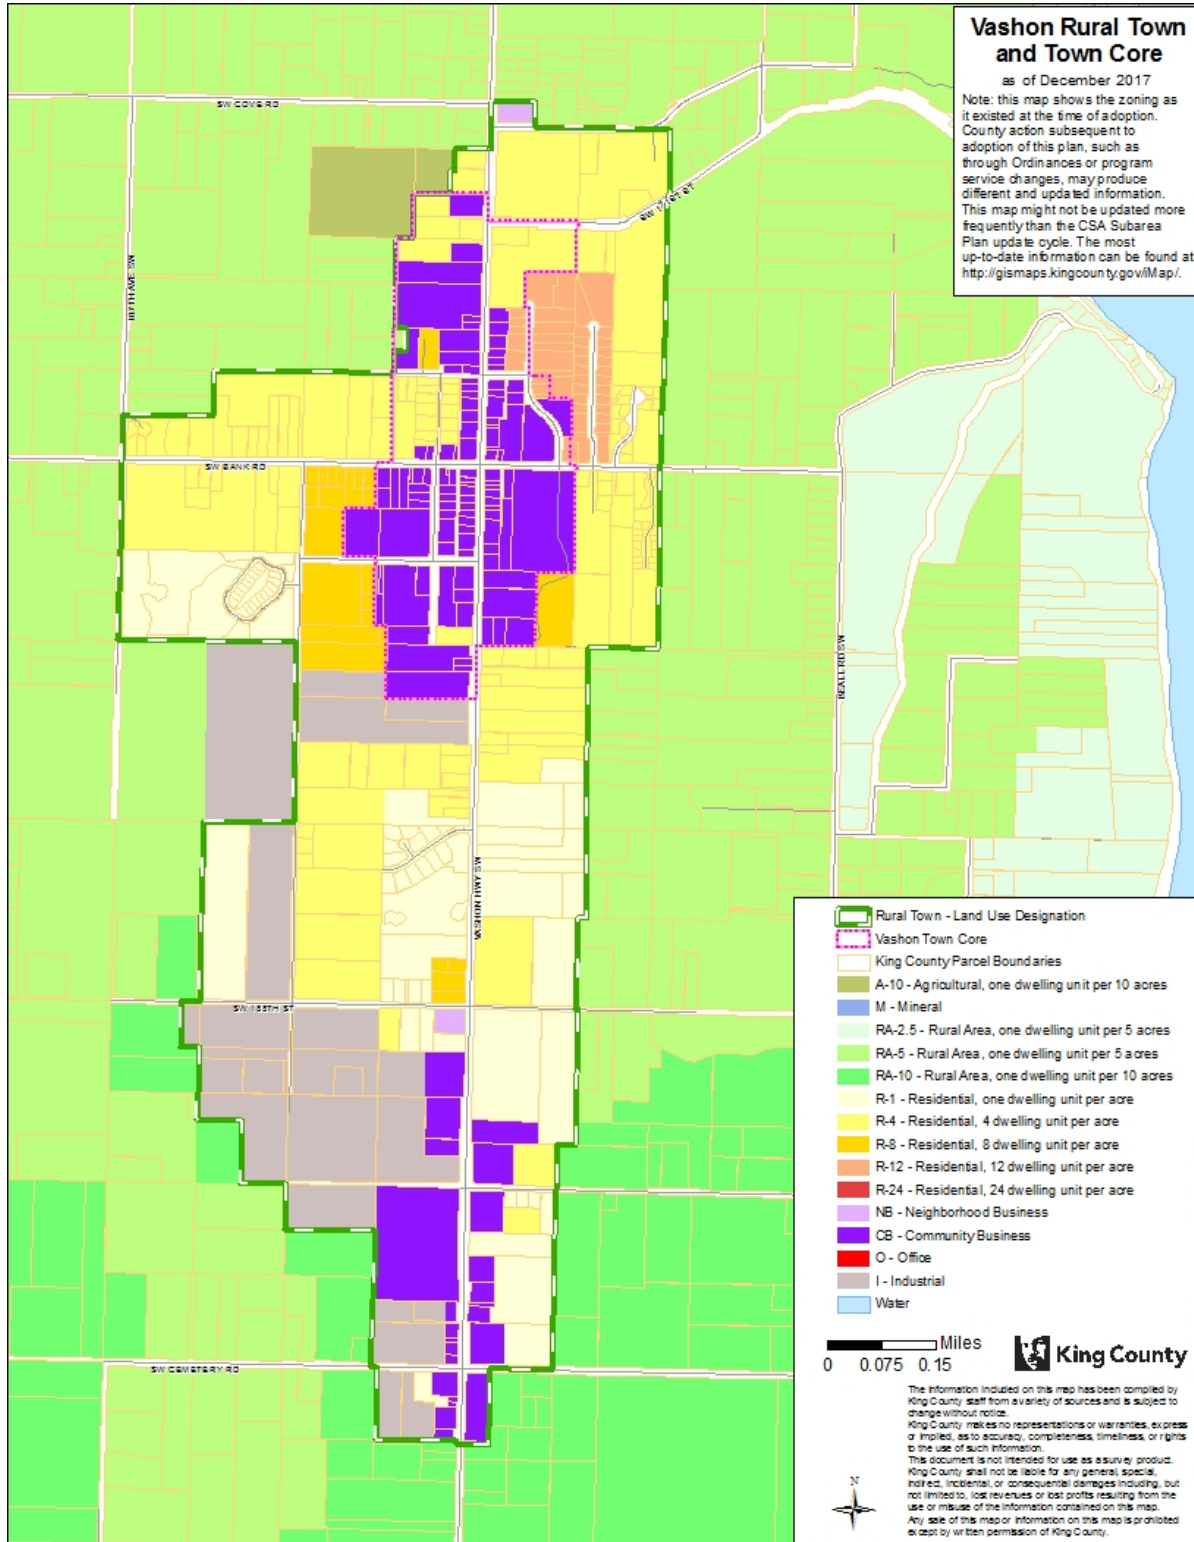 Vashon Rural Town
and Town Core
as of December 2017
Note: this map shows the zoning as
it existed at the time of adoption.
County action subsequent to
adoption of this plan, such as
through Ordinances or program
service changes, may produce
different and updated information.
This map might not be updated more
frequently than the CSA Subarea
Plan update cycle. The most
up-to-date information can be found at
http://gismaps.kingcounty.gov/iMap/.
SW COVE RD
SW 171ST ST
107TH AVE SW
SW BANK RD
BEALL RD SW
VASHON HWY SW
SW 188TH ST
SW CEMETERY RD
Rural Town - Land Use Designation
Vashon Town Core
King County Parcel Boundaries
A-10 - Agricultural, one dwelling unit per 10 acres
M - Mineral
RA-2.5 - Rural Area, one dwelling unit per 5 acres
RA-5 - Rural Area, one dwelling unit per 5 acres
RA-10 - Rural Area, one dwelling unit per 10 acres
R-1 - Residential, one dwelling unit per acre
R-4 - Residential, 4 dwelling unit per acre
R-8 - Residential, 8 dwelling unit per acre
R-12 - Residential, 12 dwelling unit per acre
R-24 - Residential, 24 dwelling unit per acre
NB - Neighborhood Business
CB - Community Business
O - Office
I - Industrial
Water
Miles
0 0.075 0.15
King County
The information included on this map has been compiled by
King County staff from a variety of sources and is subject to
change without notice.
King County makes no representations or warranties, express
or implied, as to accuracy, completeness, timeliness, or rights
to the use of such information.
This document is not intended for use as a survey product.
King County shall not be liable for any general, special,
indirect, incidental, or consequential damages including, but
not limited to, lost revenues or lost profits resulting from the
use or misuse of the information contained on this map.
Any sale of this map or information on this map is prohibited
except by written permission of King County.
N